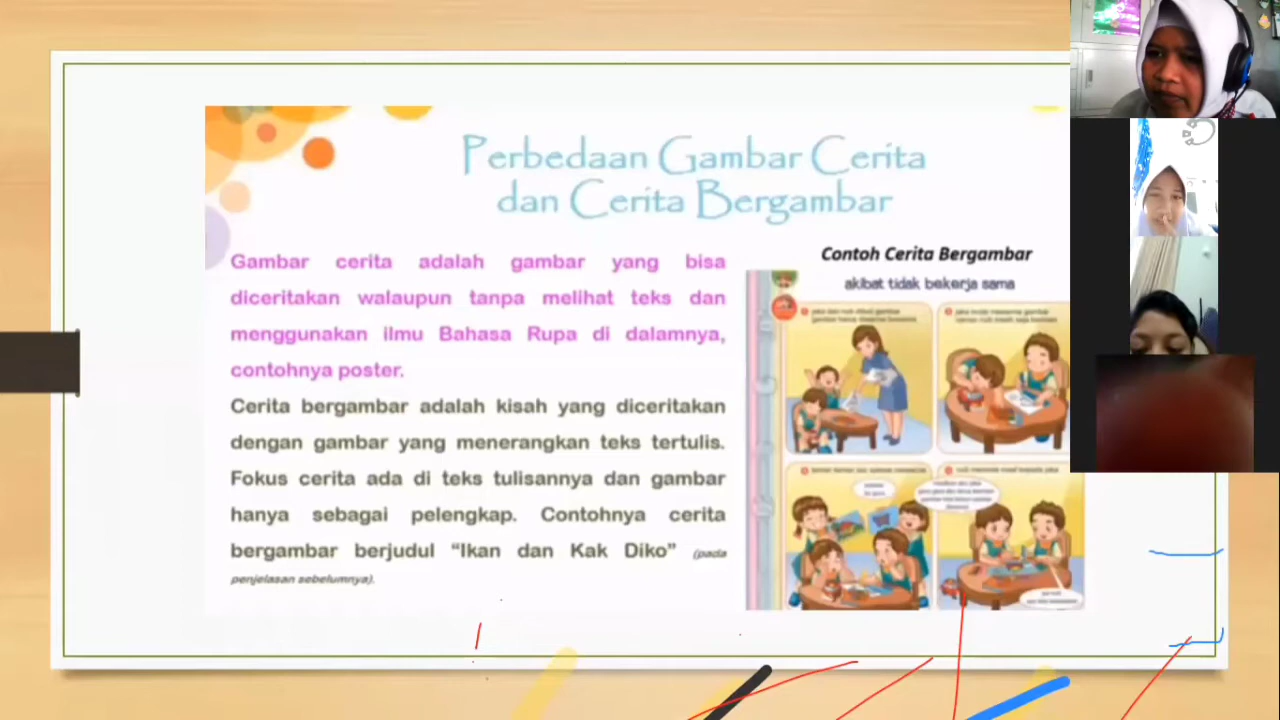 Perbedaan Gambar Cerita
dan Cerita Bergambar
Gambar cerita adalah gambar yang bisa
diceritakan walaupun tanpa melihat teks dan
menggunakan ilmu Bahasa Rupa di dalamnya,
contohnya poster.
Cerita bergambar adalah kisah yang diceritakan
dengan gambar yang menerangkan teks tertulis.
Fokus cerita ada di teks tulisannya dan gambar
hanya sebagai pelengkap. Contohnya cerita
bergambar berjudul “Ikan dan Kak Diko” (pada
penjelasan sebelumnya).
Contoh Cerita Bergambar
akibat tidak bekerja sama